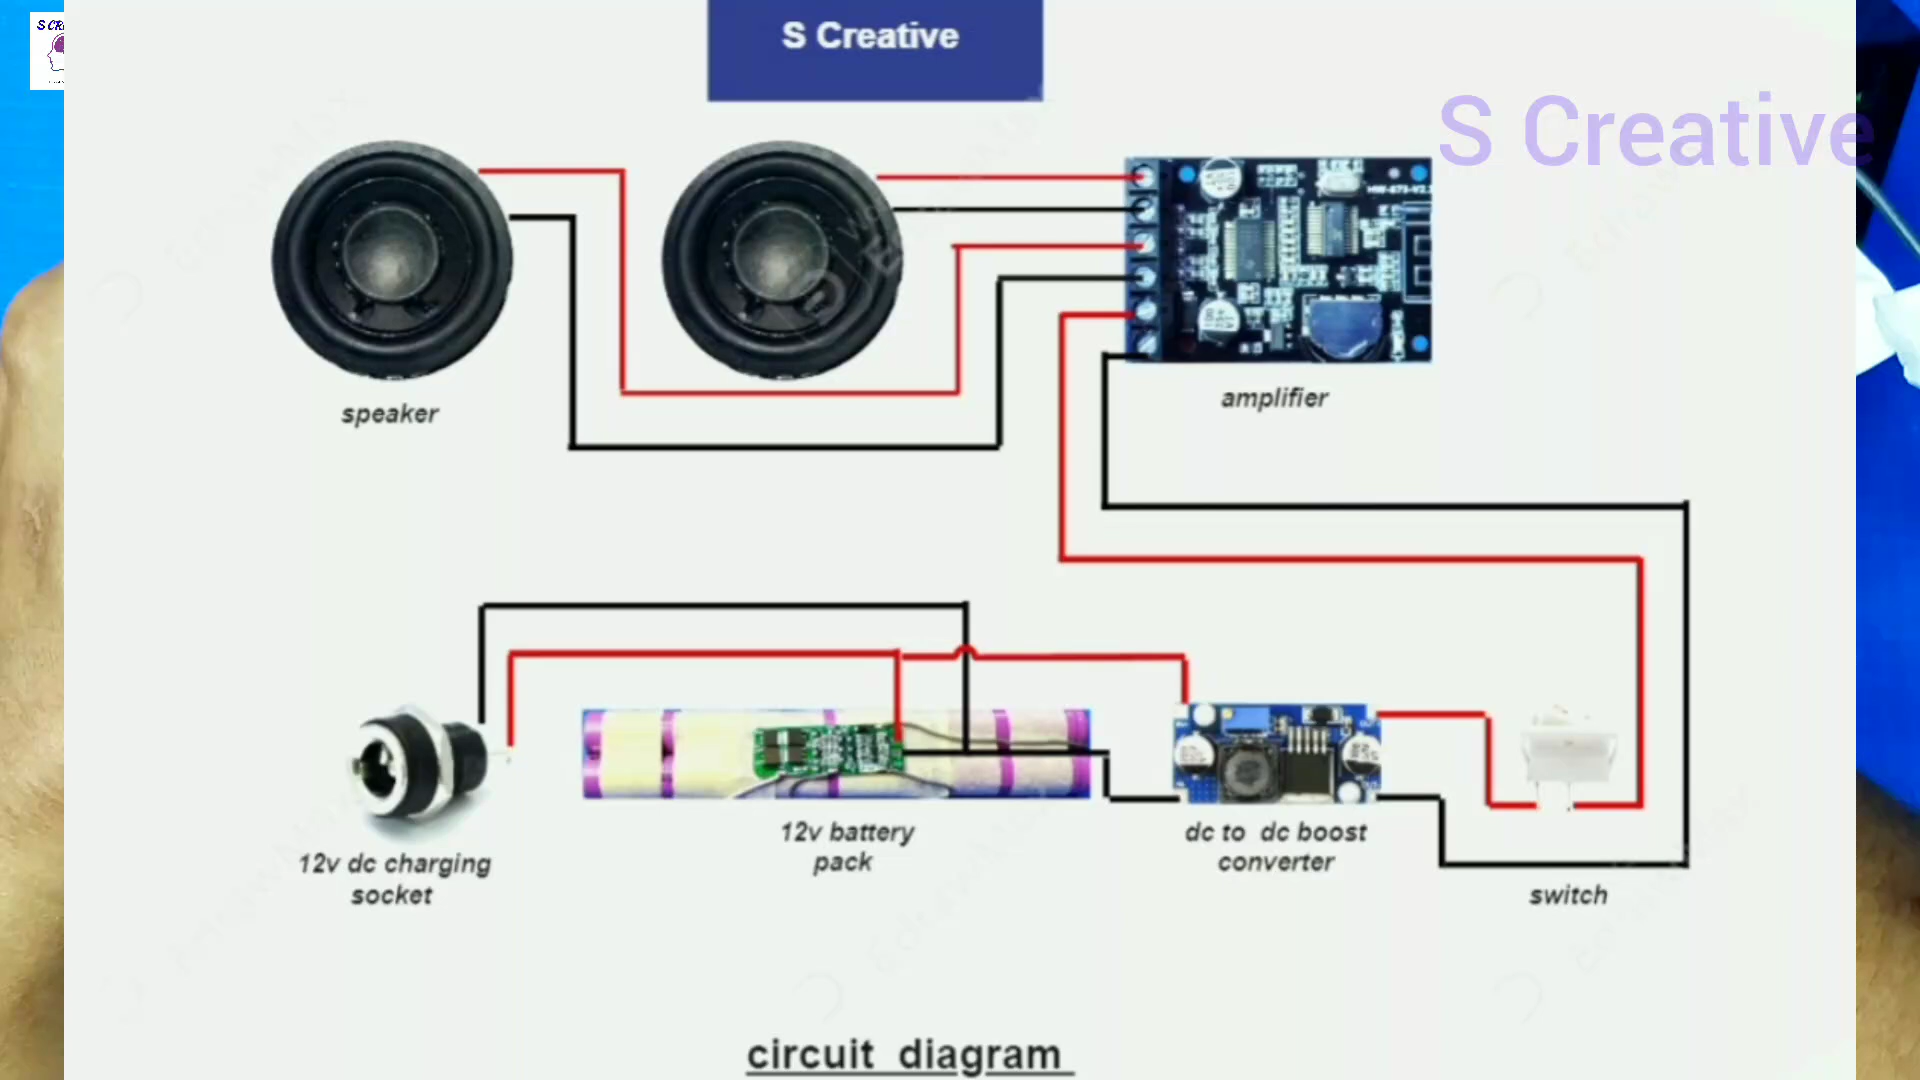 S Creative
S Creative
speaker
amplifier
12v dc charging
socket
12v battery
pack
dc to dc boost
converter
switch
circuit diagram